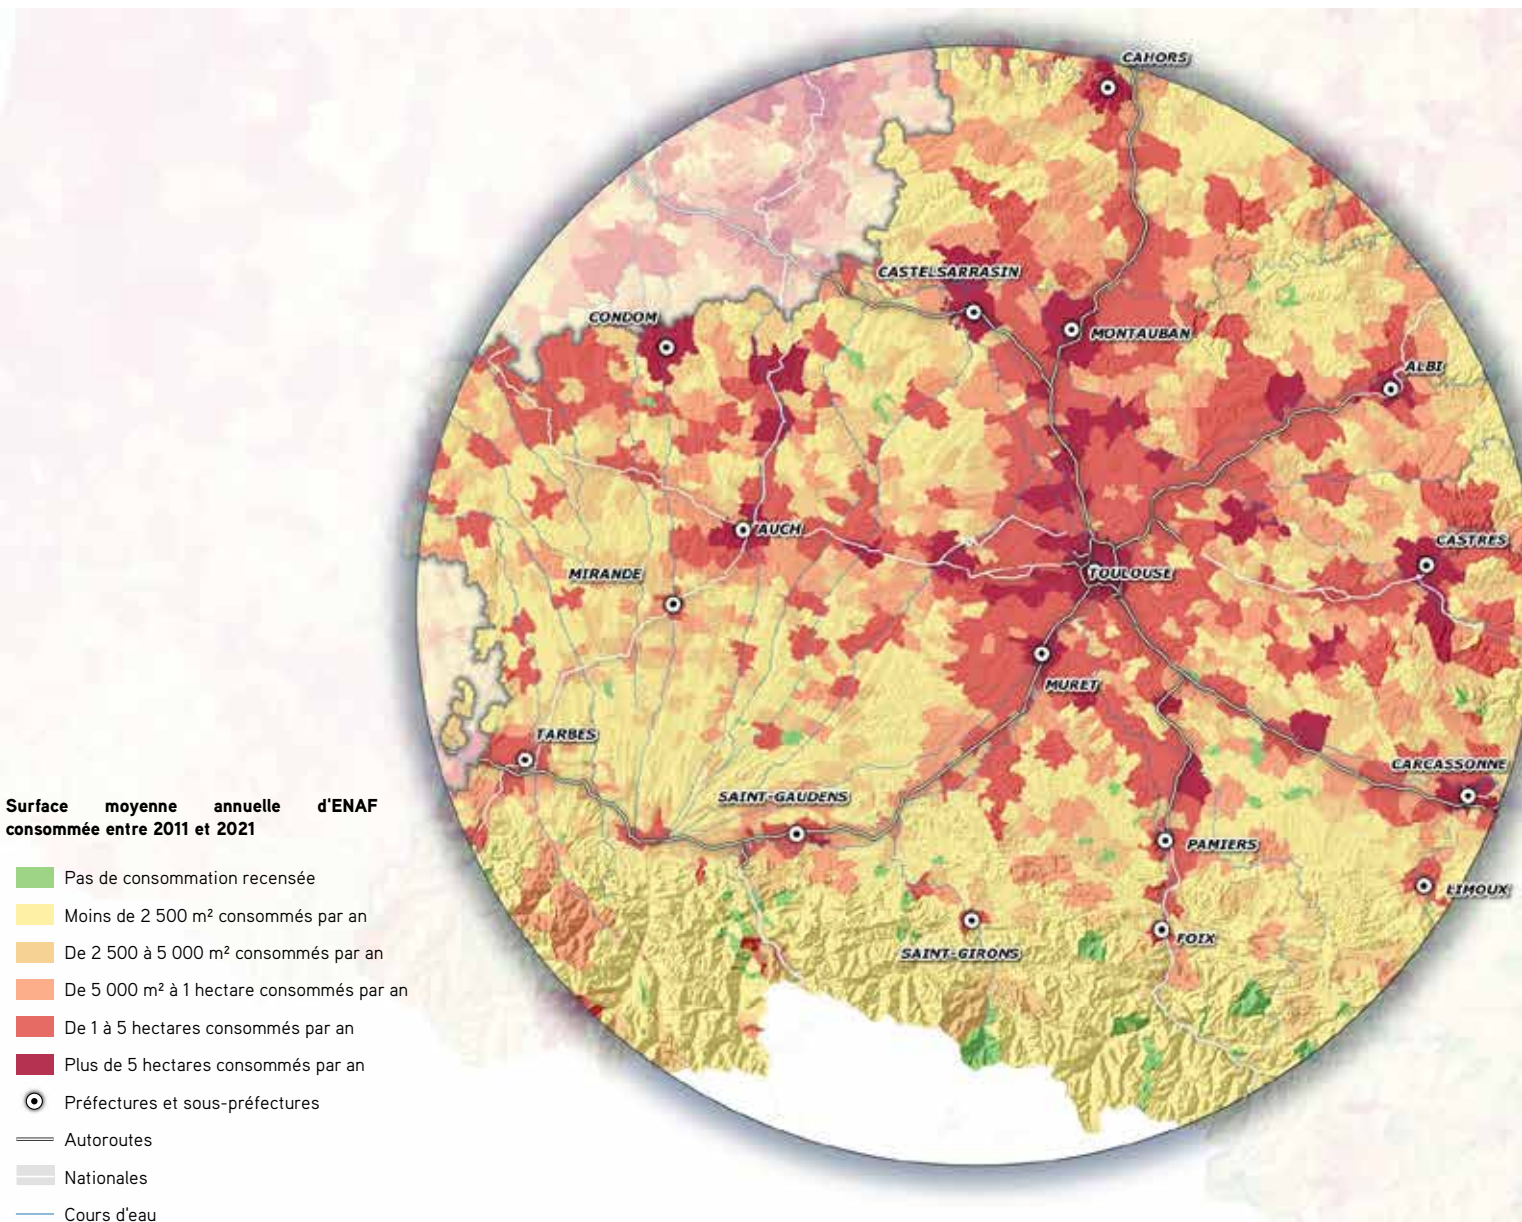 CAHORS
CASTELSARRASIN
CONDOM
MONTAUBAN
ALBI
AUCH
CASTRES
MIRANDE
TOULOUSE
MURET
TARBES
CARCASSONNE
SAINT-GAUDENS
PAMIERS
LIMOUX
FOIX
SAINT-GIRONS
Surface moyenne annuelle d'ENAF
consommée entre 2011 et 2021
Pas de consommation recensée
Moins de 2 500 m² consommés par an
De 2 500 à 5 000 m² consommés par an
De 5 000 m² à 1 hectare consommés par an
De 1 à 5 hectares consommés par an
Plus de 5 hectares consommés par an
Préfectures et sous-préfectures
Autoroutes
Nationales
Cours d'eau